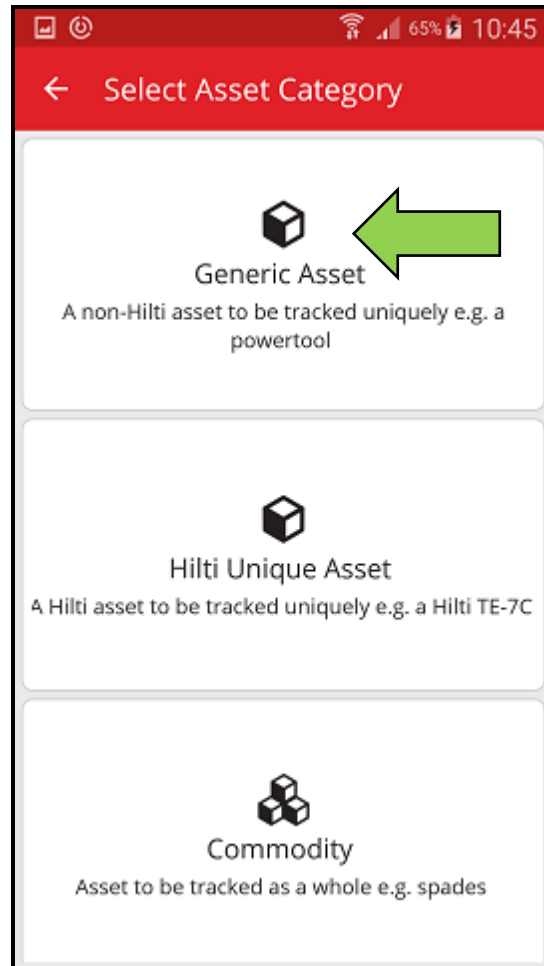 65% 10:45
Select Asset Category
Generic Asset
A non-Hilti asset to be tracked uniquely e.g. a
powertool
Hilti Unique Asset
A Hilti asset to be tracked uniquely e.g. a Hilti TE-7C
Commodity
Asset to be tracked as a whole e.g. spades